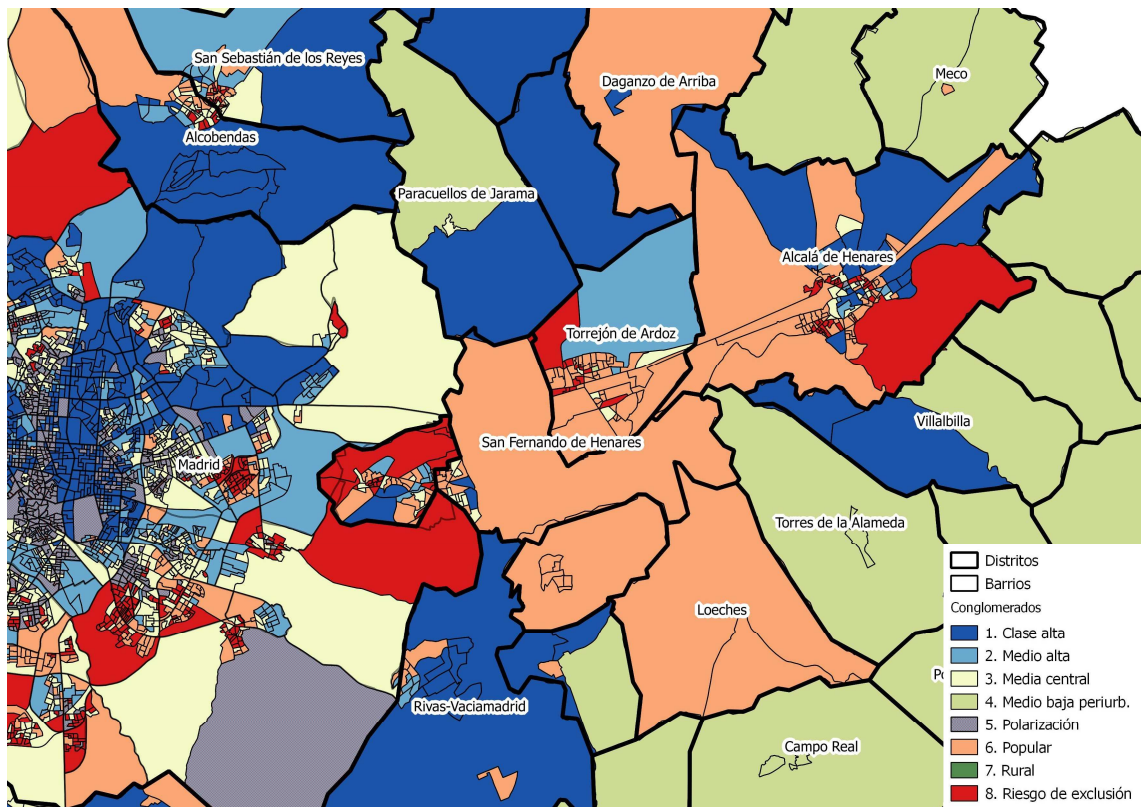 San Sebastián de los Reyes
Daganzo de Arriba
Meco
Alcobendas
Paracuellos de Jarama
Alcalá de Henares
Torrejón de Ardoz
Villalbilla
San Fernando de Henares
Madrid
Torres de la Alameda
Loeches
Rivas-Vaciamadrid
Campo Real
Po
Distritos
Barrios
Conglomerados
1. Clase alta
2. Medio alta
3. Media central
4. Medio baja periurb.
5. Polarización
6. Popular
7. Rural
8. Riesgo de exclusión